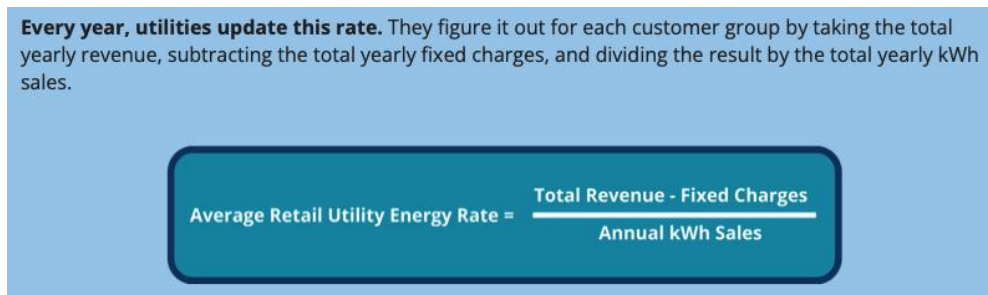 Every year, utilities update this rate. They figure it out for each customer group by taking the total
yearly revenue, subtracting the total yearly fixed charges, and dividing the result by the total yearly kWh
sales.
Average Retail Utility Energy Rate =
Total Revenue - Fixed Charges
Annual kWh Sales